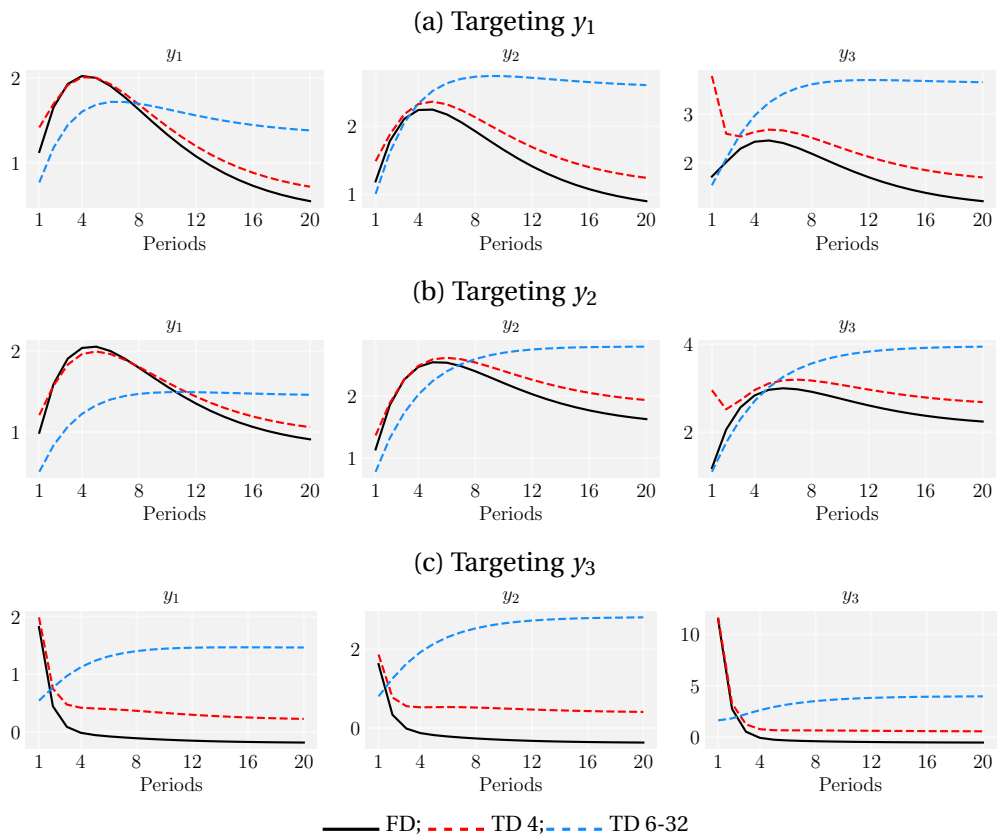 (a) Targeting y1
y1 y2 y3
2
1
2
1
3
2
1 4 8 12 16 20
1 4 8 12 16 20
1 4 8 12 16 20
Periods Periods Periods
(b) Targeting y2
y1 y2 y3
2
1
2
1
4
2
1 4 8 12 16 20
1 4 8 12 16 20
1 4 8 12 16 20
Periods Periods Periods
(c) Targeting y3
y1 y2 y3
2
1
0
2
0
10
5
0
1 4 8 12 16 20
1 4 8 12 16 20
1 4 8 12 16 20
Periods Periods Periods
FD; TD 4; TD 6-32